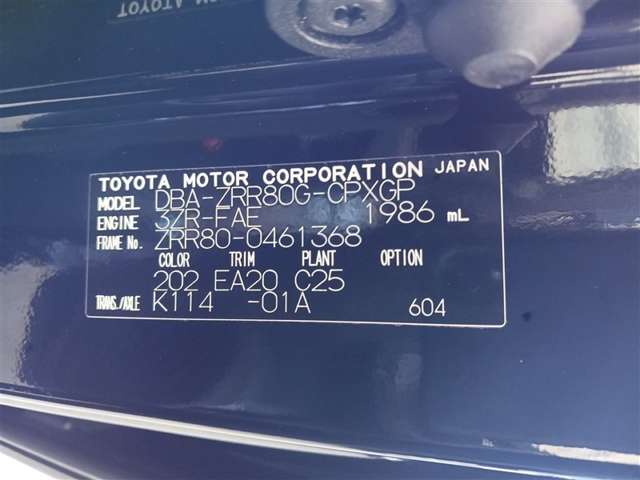 TOYOTA MOTOR CORPORATION JAPAN
MODEL DBA-ZRR80G-CPXGP
ENGINE 3ZR-FAE 1986 mL
FRAME No. ZRR80-0461368
COLOR TRIM PLANT OPTION
202 EA20 C25
TRANS./AXLE K114 -01A 604